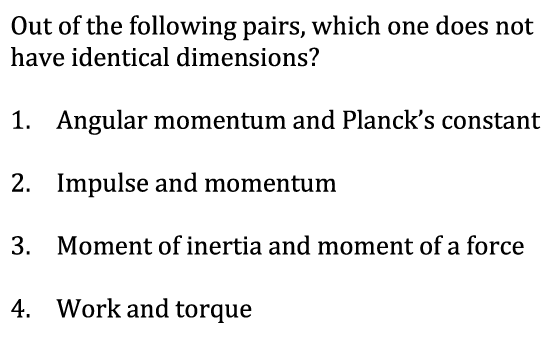 Out of the following pairs, which one does not
have identical dimensions?
1. Angular momentum and Planck’s constant
2. Impulse and momentum
3. Moment of inertia and moment of a force
4. Work and torque